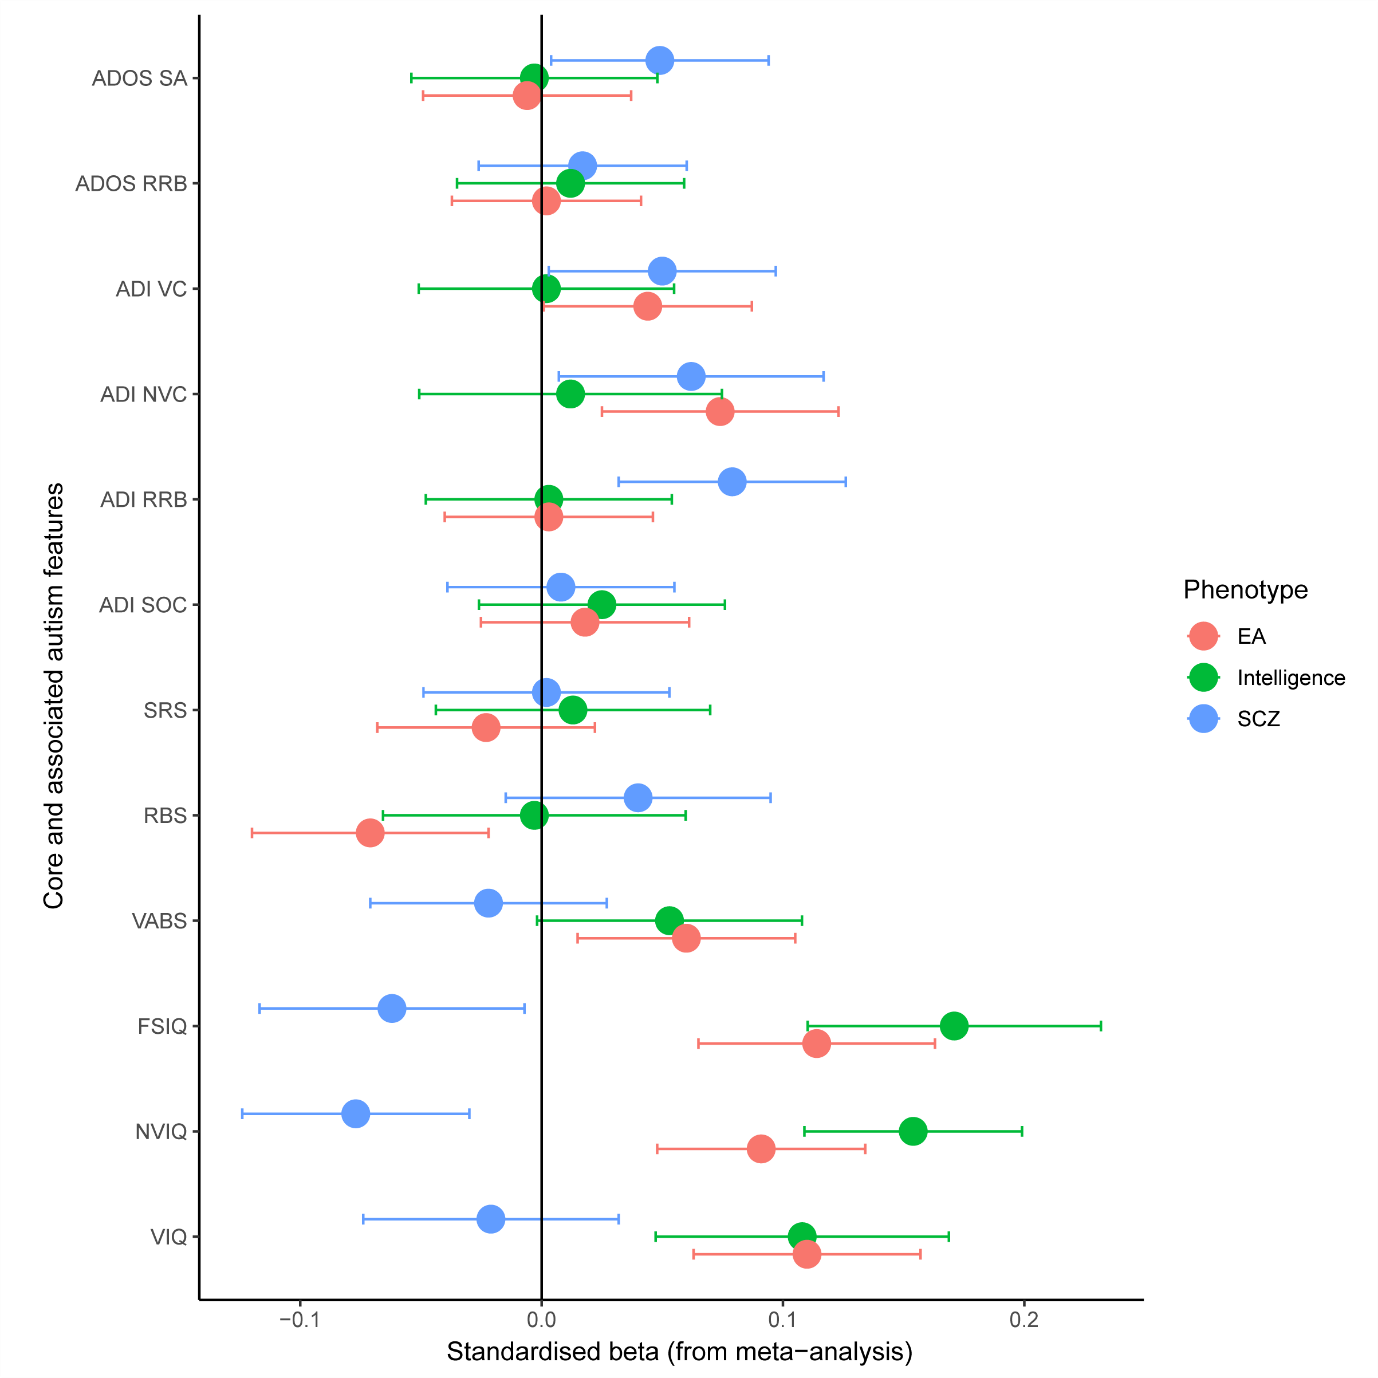 ADOS SA
ADOS RRB
ADI VC
ADI NVC
ADI RRB
ADI SOC
SRS
RBS
VABS
FSIQ
NVIQ
VIQ
Core and associated autism features
−0.1
0.0
0.1
0.2
Standardised beta (from meta−analysis)
Phenotype
EA
Intelligence
SCZ